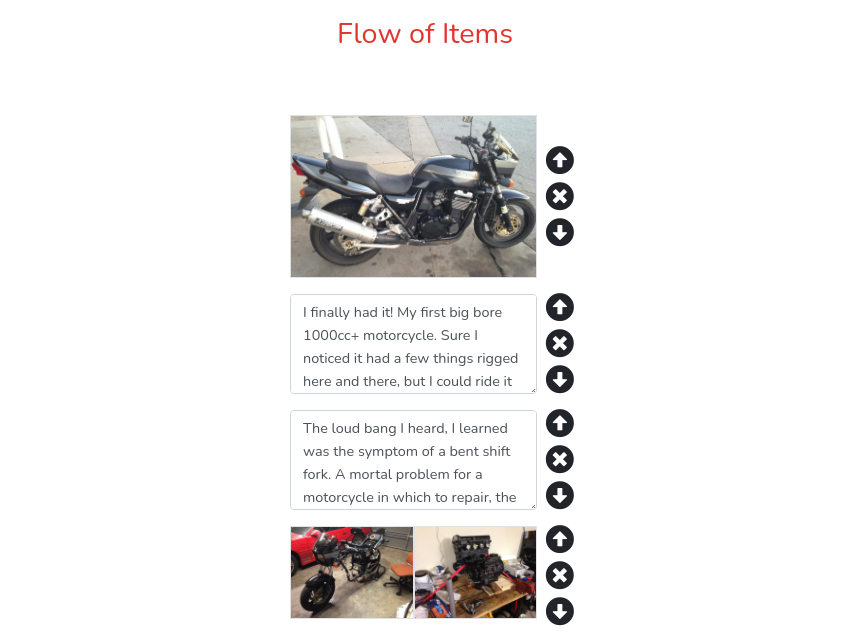 Flow of Items
I finally had it! My first big bore
1000cc+ motorcycle. Sure I
noticed it had a few things rigged
here and there, but I could ride it
The loud bang I heard, I learned
was the symptom of a bent shift
fork. A mortal problem for a
motorcycle in which to repair, the